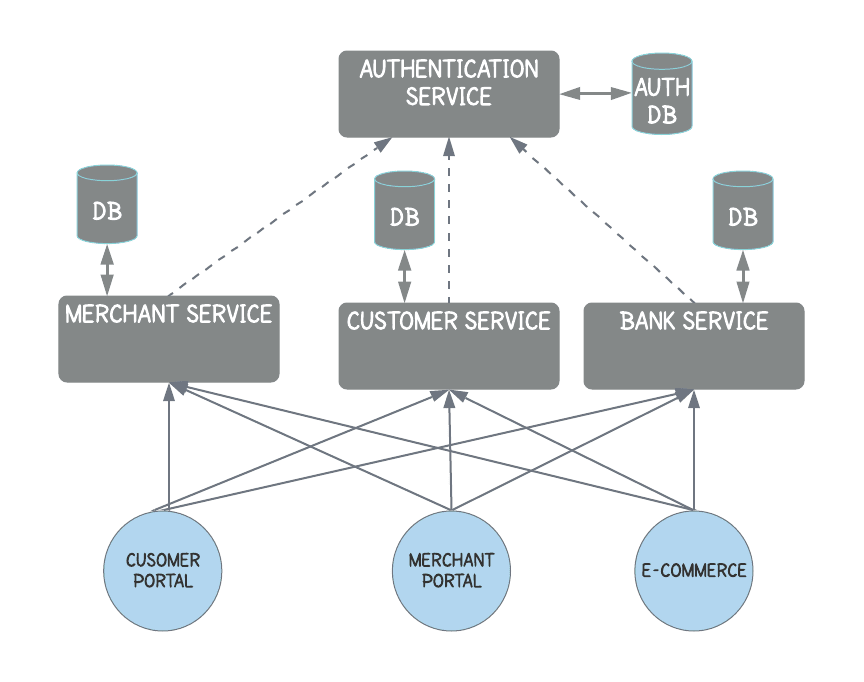 AUTHENTICATION
SERVICE
AUTH
DB
DB
DB
DB
MERCHANT SERVICE
CUSTOMER SERVICE
BANK SERVICE
CUSOMER
PORTAL
MERCHANT
PORTAL
E-COMMERCE